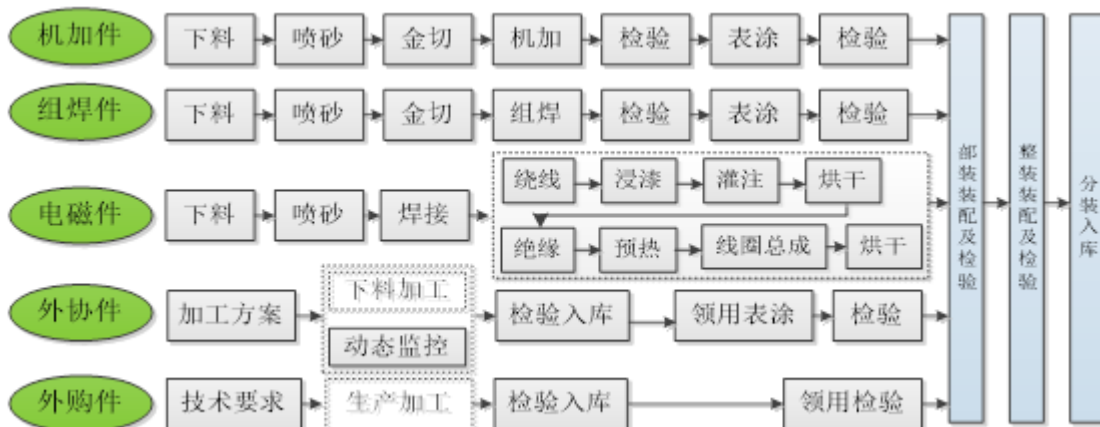 机加件 下料 喷砂 金切 机加 检验 表涂 检验
组焊件 下料 喷砂 金切 组焊 检验 表涂 检验
电磁件 下料 喷砂 焊接
绕线 浸漆 灌注 烘干
绝缘 预热 线圈总成 烘干
外协件 加工方案 下料加工 动态监控 检验入库 领用表涂 检验
外购件 技术要求 生产加工 检验入库 领用检验
部装装配及检验
整装装配及检验
分装入库